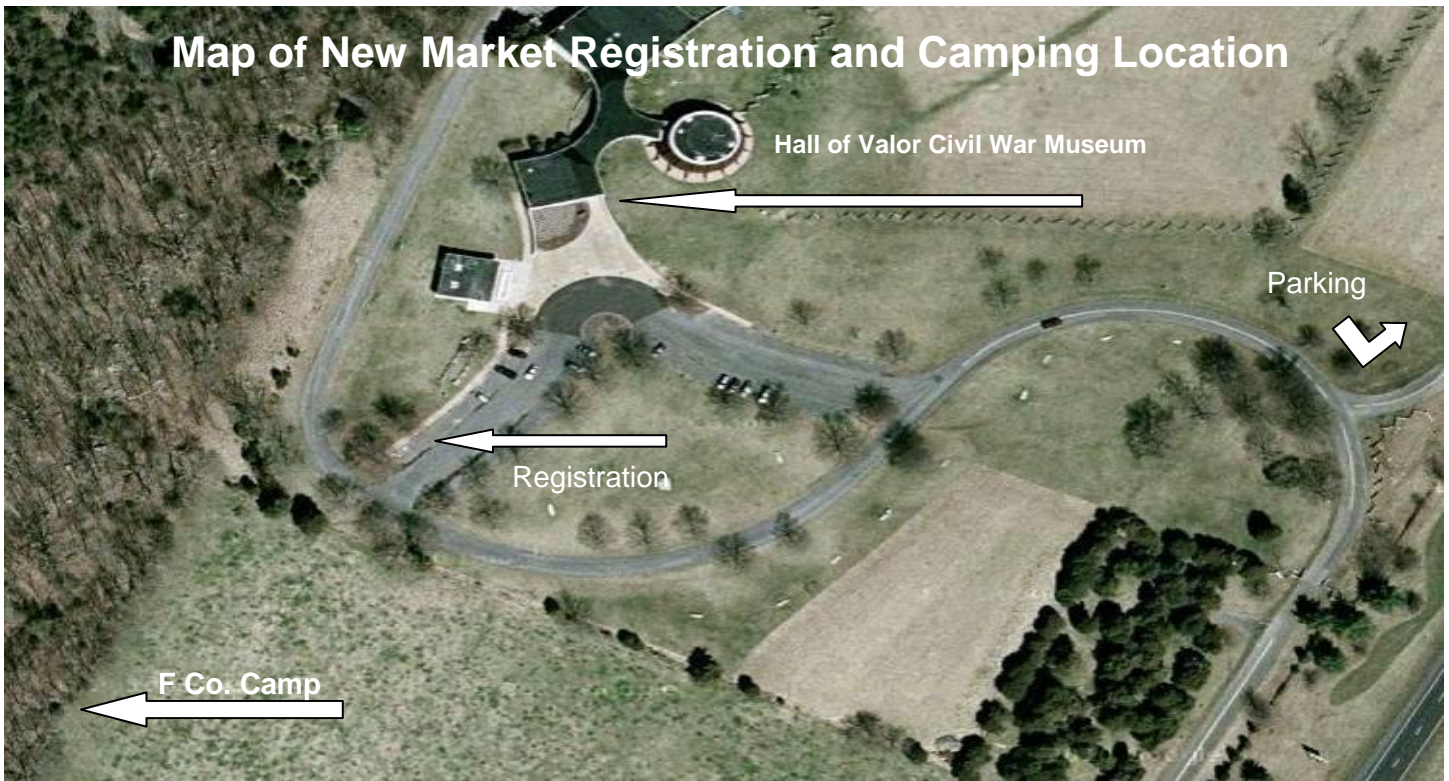 Map of New Market Registration and Camping Location
Hall of Valor Civil War Museum
Parking
Registration
F Co. Camp